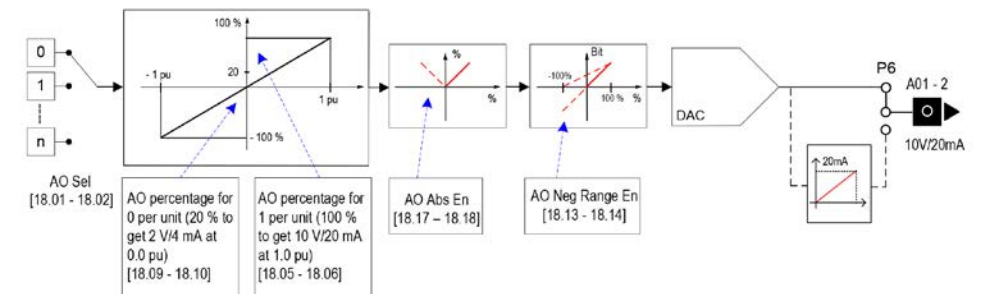 0
1
n
AO Sel
[18.01 - 18.02]
100 %
- 1 pu
20
1 pu
- 100 %
AO percentage for
0 per unit (20 % to
get 2 V/4 mA at
0.0 pu)
[18.09 - 18.10]
AO percentage for
1 per unit (100 %
to get 10 V/20 mA
at 1.0 pu)
[18.05 - 18.06]
%
%
AO Abs En
[18.17 – 18.18]
Bit
-100%
100 %
%
AO Neg Range En
[18.13 - 18.14]
DAC
P6
A01 - 2
10V/20mA
20mA